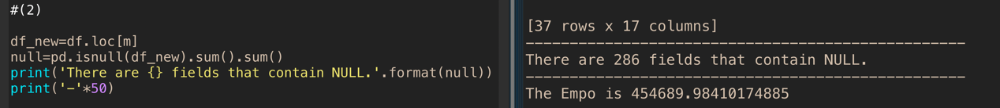 #(2)
df_new=df.loc[m]
null=pd.isnull(df_new).sum().sum()
print('There are {} fields that contain NULL.'.format(null))
print('-'*50)
[37 rows x 17 columns]
--------------------------------------------------
There are 286 fields that contain NULL.
--------------------------------------------------
The Empo is 454689.98410174885